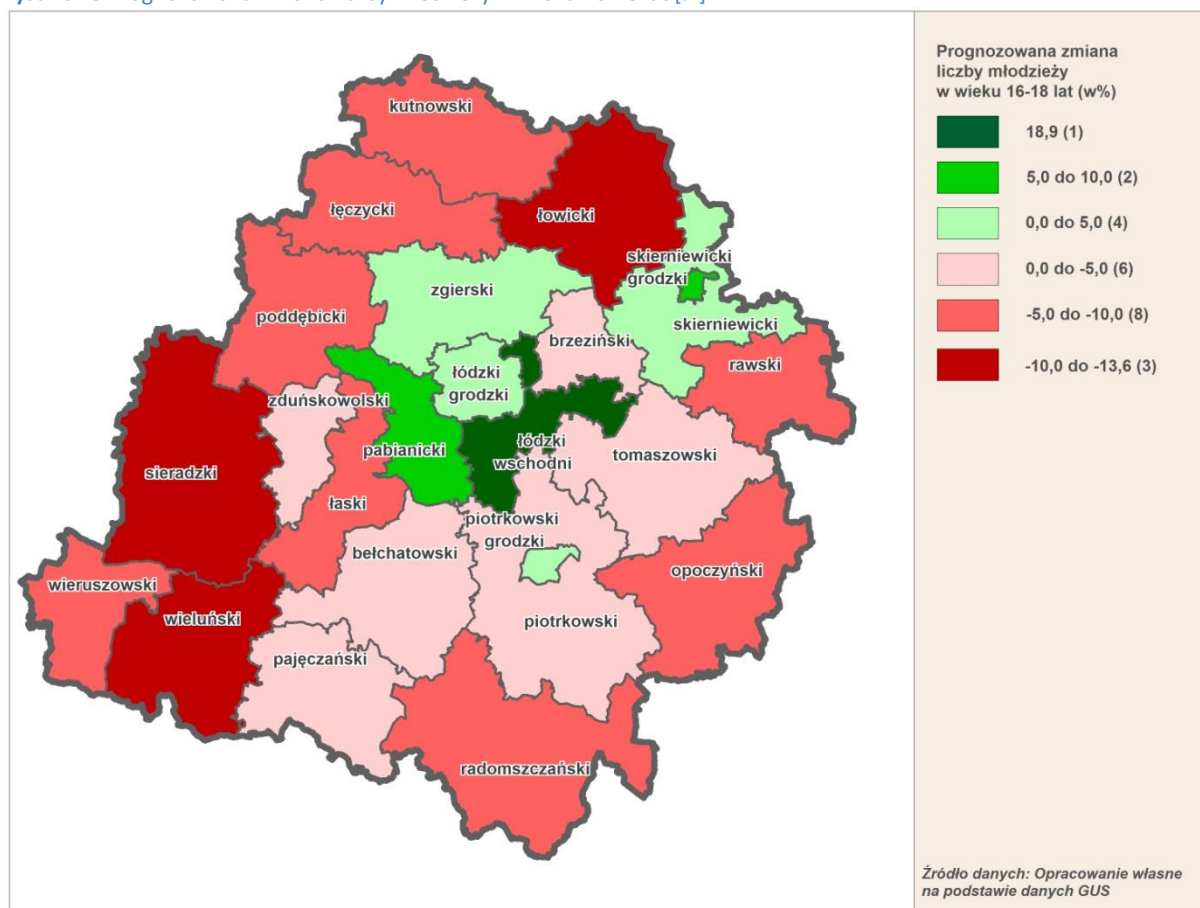 Prognozowana zmiana
liczby młodzieży
w wieku 16-18 lat (w%)
18,9 (1)
5,0 do 10,0 (2)
0,0 do 5,0 (4)
0,0 do -5,0 (6)
-5,0 do -10,0 (8)
-10,0 do -13,6 (3)
kutnowski
łęczycki
łowicki
skierniewicki
grodzki
zgierski
poddębicki
skierniewicki
brzeziński
rawski
łódzki
grodzki
zduńskowolski
łódzki
wschodni
pabianicki
tomaszowski
sieradzki
łaski
piotrkowski
grodzki
bełchatowski
opoczyński
wieruszowski
wieluński
piotrkowski
pajęczański
radomszczański
Źródło danych: Opracowanie własne
na podstawie danych GUS